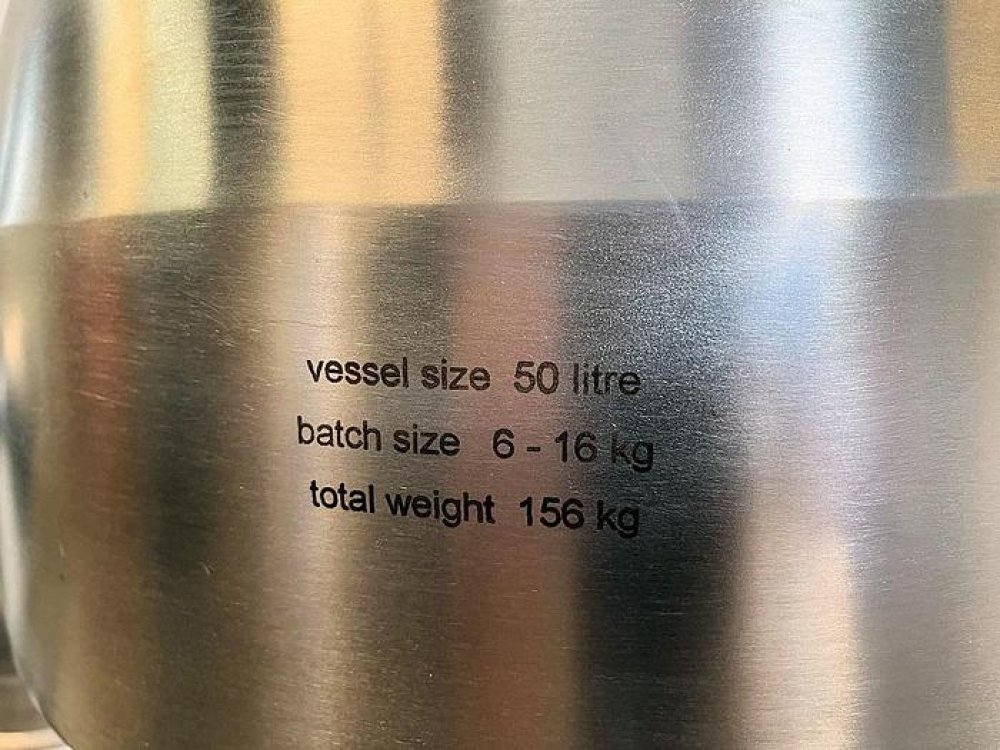 vessel size 50 litre
batch size 6 - 16 kg
total weight 156 kg